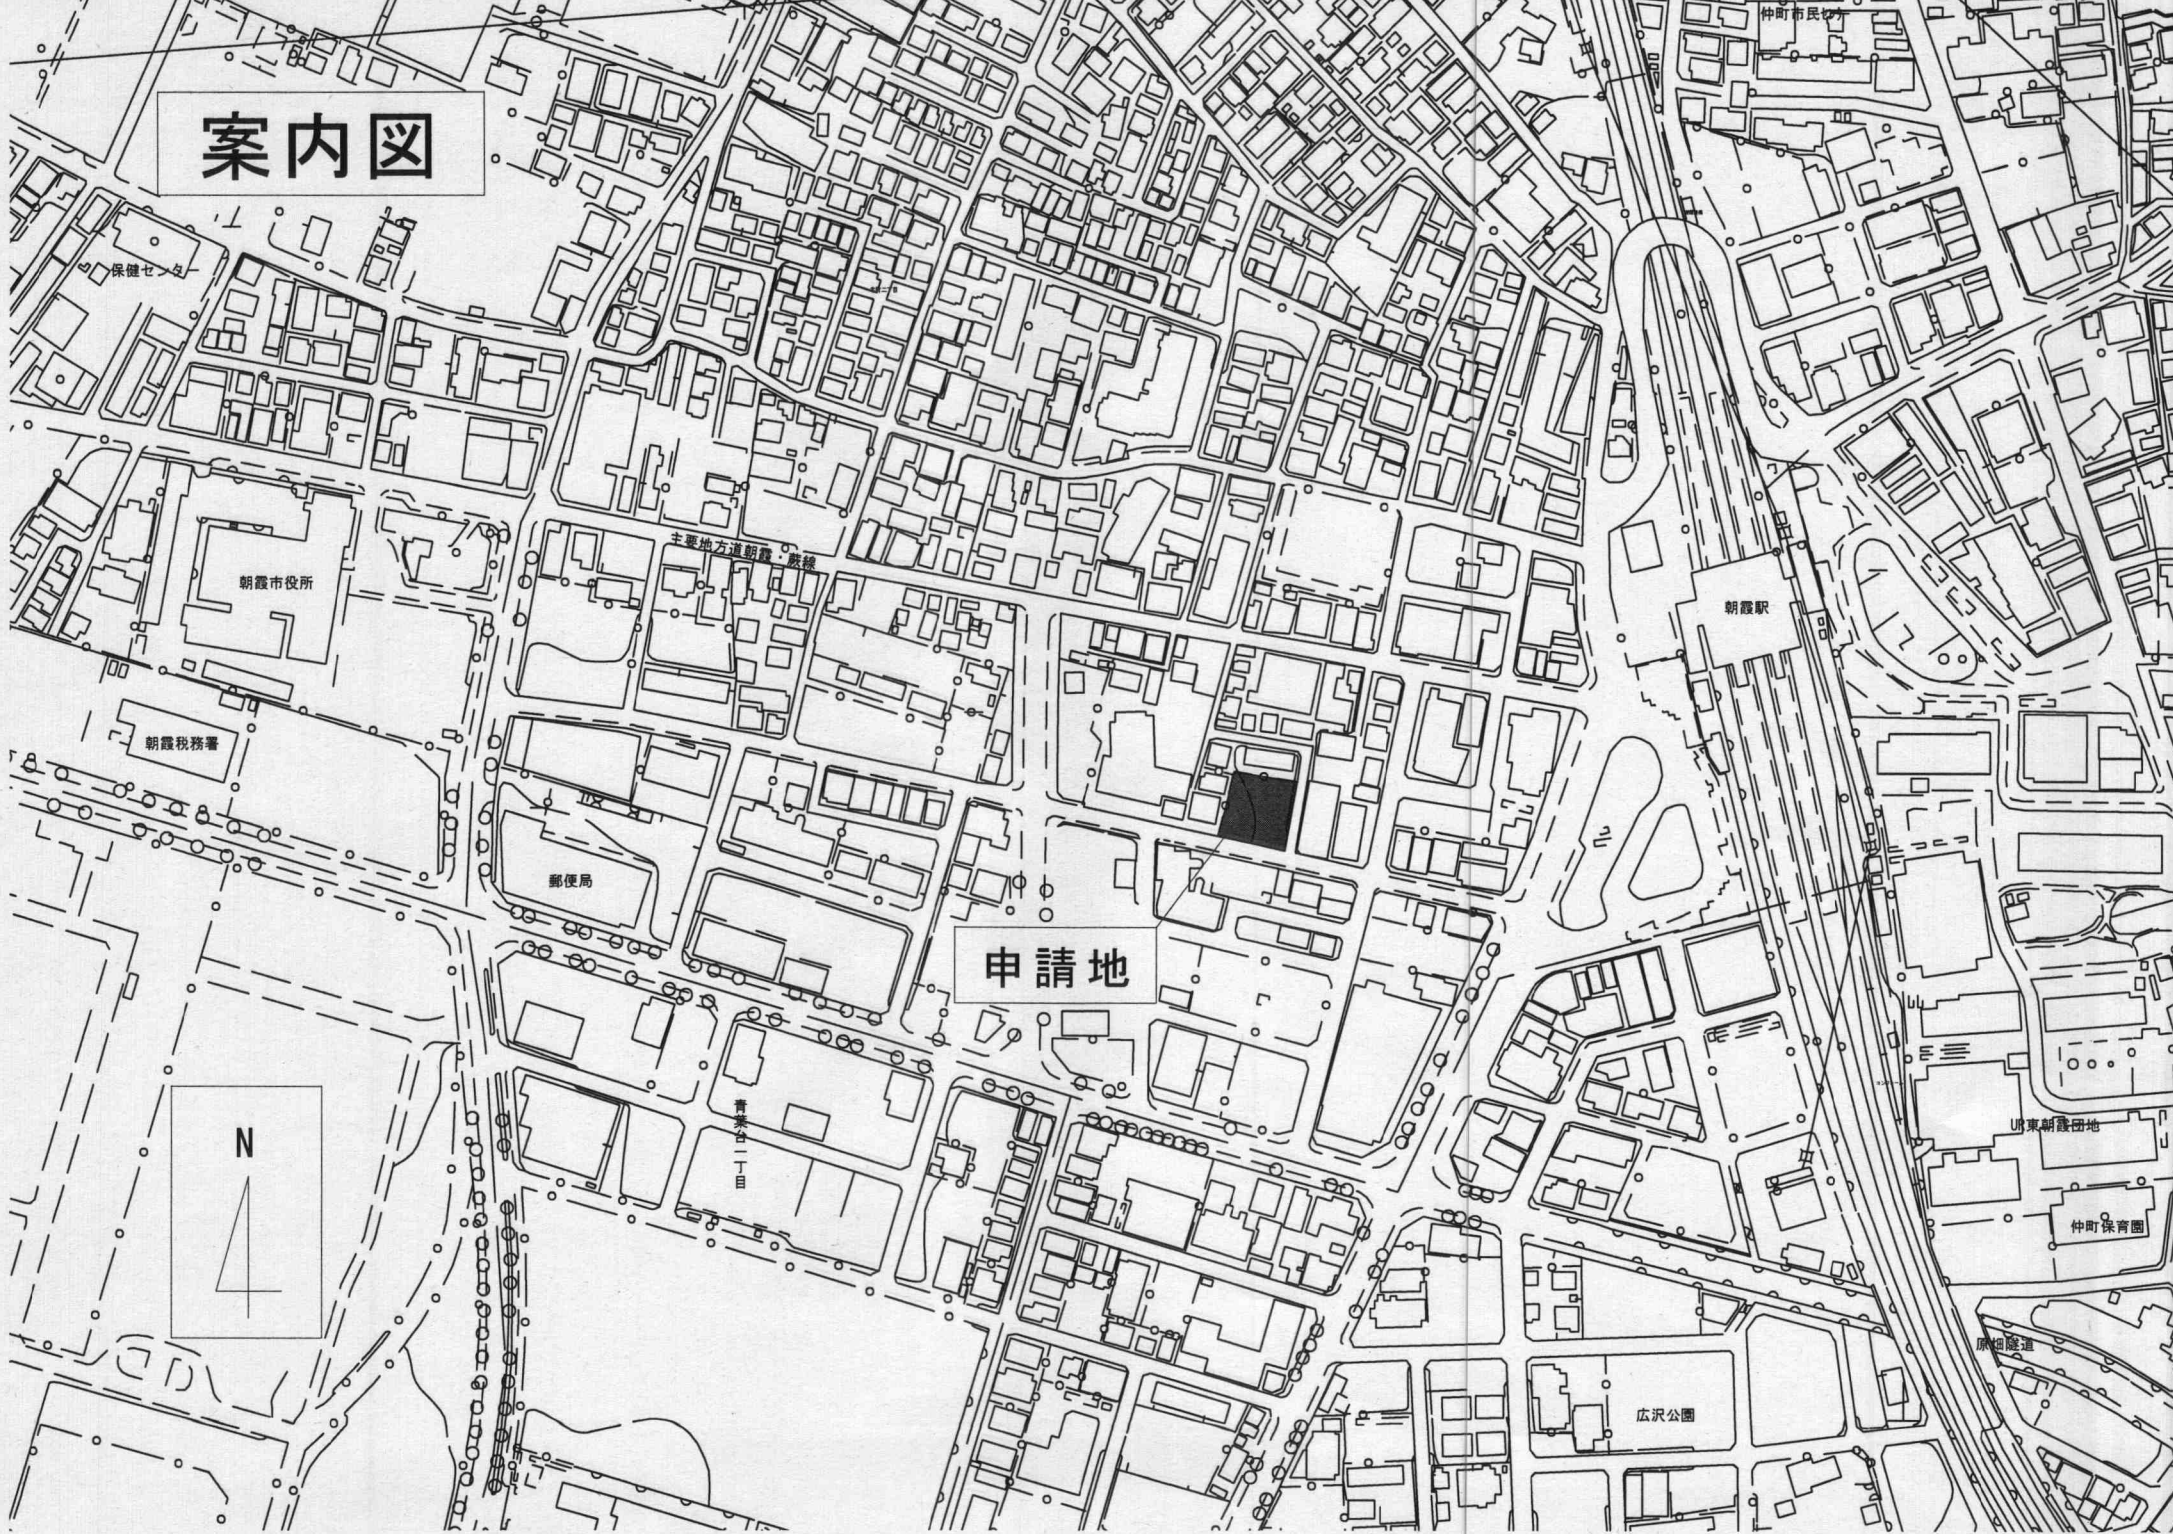 仲町市民センター
案内図
保健センター
主要地方道朝霞・蕨線
朝霞市役所
朝霞駅
朝霞税務署
郵便局
申請地
N
青葉台一丁目
UR東朝霞団地
仲町保育園
原畑隧道
広沢公園